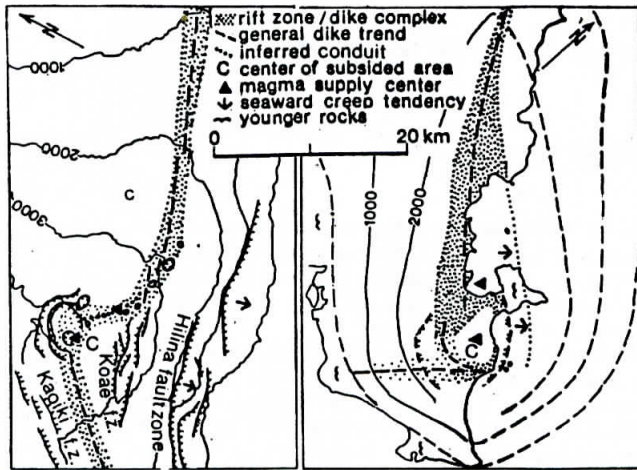 N
1000
2000
3000
C
C
Koae
f.z.
Kaoiki f.z.
Hilina fault zone
rift zone / dike complex
general dike trend
inferred conduit
C center of subsided area
magma supply center
seaward creep tendency
younger rocks
0 20 km
N
1000
2000
C